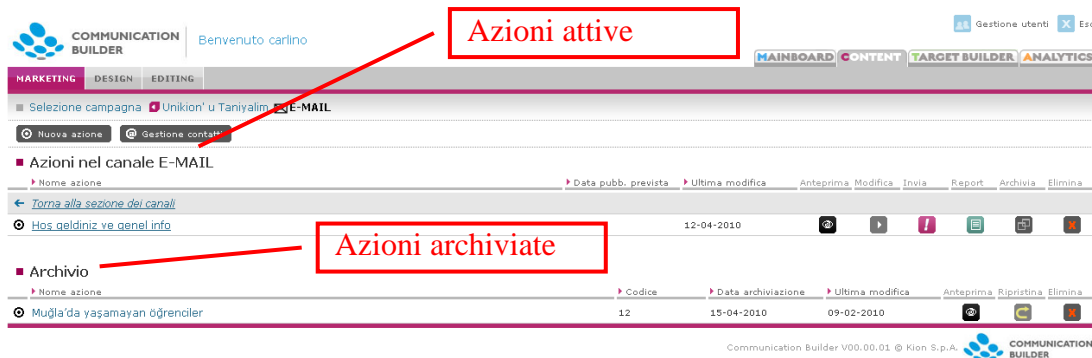 Azioni attive
Gestione utenti
COMMUNICATION
BUILDER
Benvenuto carlino
MAINBOARD CONTENT TARGET BUILDER ANALYTICS
MARKETING DESIGN EDITING
Selezione campagna Unikion' u Taniyalim E-MAIL
Nuova azione Gestione contatti
Azioni nel canale E-MAIL
Nome azione Data pubb. prevista Ultima modifica Anteprima Modifica Invia Report Archivia Elimina
Torna alla sezione dei canali
Hoş geldiniz ve genel info 12-04-2010
Azioni archiviate
Archivio
Nome azione Codice Data archiviazione Ultima modifica Anteprima Ripristina Elimina
Muğla'da yaşamayan öğrenciler 12 15-04-2010 09-02-2010
Communication Builder V00.00.01 @ Kion S.p.A.
COMMUNICATION
BUILDER